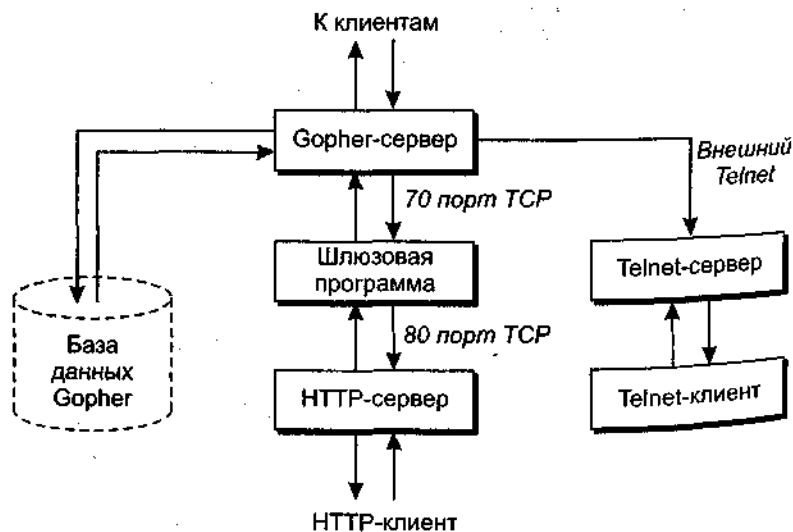 К клиентам
Gopher-сервер
Внешний
Telnet
70 порт TCP
Шлюзовая
программа
Telnet-сервер
80 порт TCP
База
данных
Gopher
HTTP-сервер
Telnet-клиент
HTTP-клиент